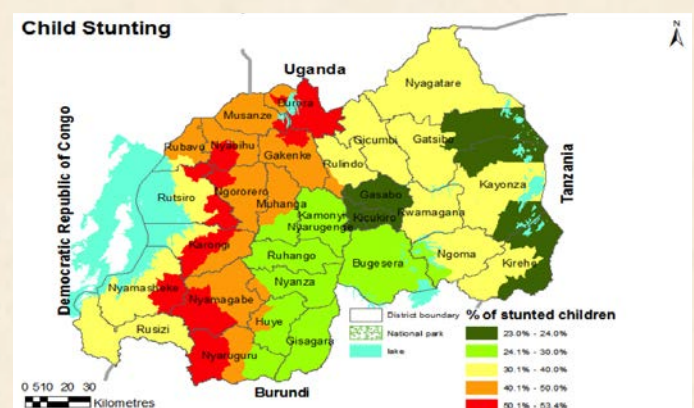 Child Stunting
N
Uganda
Democratic Republic of Congo
Tanzania
Burundi
Nyagatare
Burera
Musanze
Gicumbi
Gatsibo
Rubavu
Nyabihu
Gakenke
Rulindo
Rutsiro
Ngororero
Muhanga
Gasabo
Kayonza
Kamonyi
Kicukiro
Rwamagana
Nyarugenge
Karongi
Ruhango
Bugesera
Ngoma
Kirehe
Nyamasheke
Nyanza
Nyamagabe
Huye
Rusizi
Gisagara
Nyaruguru
District boundary
National park
lake
% of stunted children
23.0% - 24.0%
24.1% - 30.0%
30.1% - 40.0%
40.1% - 50.0%
50.1% - 53.4%
0 5 10 20 30
Kilometres